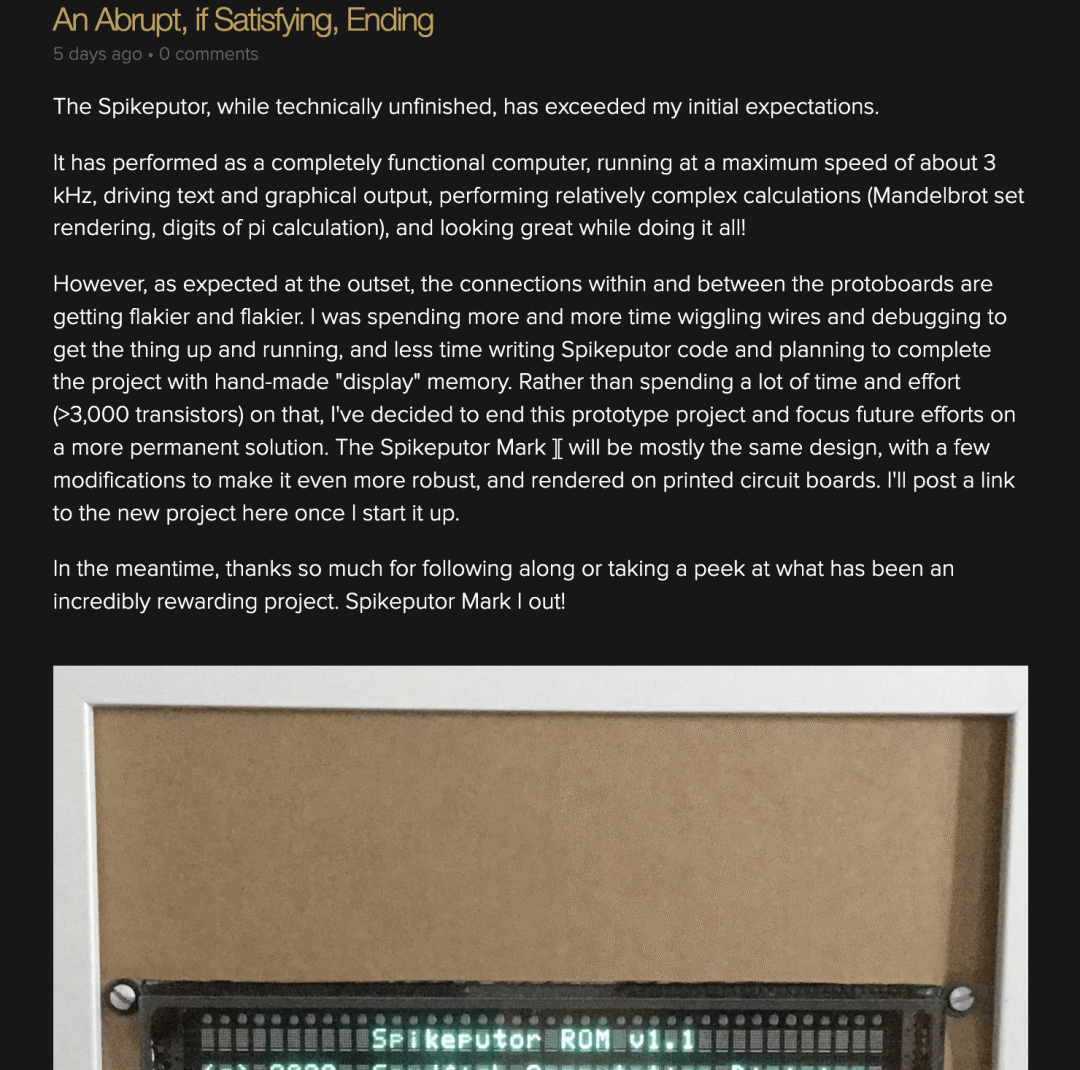 An Abrupt, if Satisfying, Ending
5 days ago • 0 comments
The Spikeputor, while technically unfinished, has exceeded my initial expectations.
It has performed as a completely functional computer, running at a maximum speed of about 3
kHz, driving text and graphical output, performing relatively complex calculations (Mandelbrot set
rendering, digits of pi calculation), and looking great while doing it all!
However, as expected at the outset, the connections within and between the protoboards are
getting flakier and flakier. I was spending more and more time wiggling wires and debugging to
get the thing up and running, and less time writing Spikeputor code and planning to complete
the project with hand-made "display" memory. Rather than spending a lot of time and effort
(>3,000 transistors) on that, I've decided to end this prototype project and focus future efforts on
a more permanent solution. The Spikeputor Mark ][ will be mostly the same design, with a few
modifications to make it even more robust, and rendered on printed circuit boards. I'll post a link
to the new project here once I start it up.
In the meantime, thanks so much for following along or taking a peek at what has been an
incredibly rewarding project. Spikeputor Mark I out!
Spikeputor ROM v1.1